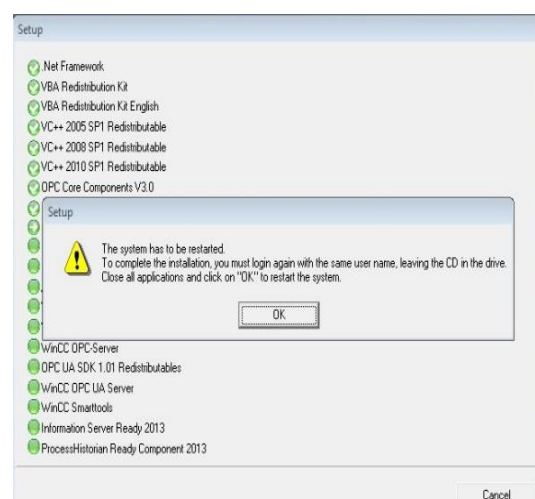 Setup
.Net Framework
VBA Redistribution Kit
VBA Redistribution Kit English
VC++ 2005 SP1 Redistributable
VC++ 2008 SP1 Redistributable
VC++ 2010 SP1 Redistributable
OPC Core Components V3.0
Setup
The system has to be restarted.
To complete the installation, you must login again with the same user name, leaving the CD in the drive.
Close all applications and click on "OK" to restart the system.
OK
WinCC OPC-Server
OPC UA SDK 1.01 Redistributables
WinCC OPC UA Server
WinCC Smarttools
Information Server Ready 2013
ProcessHistorian Ready Component 2013
Cancel